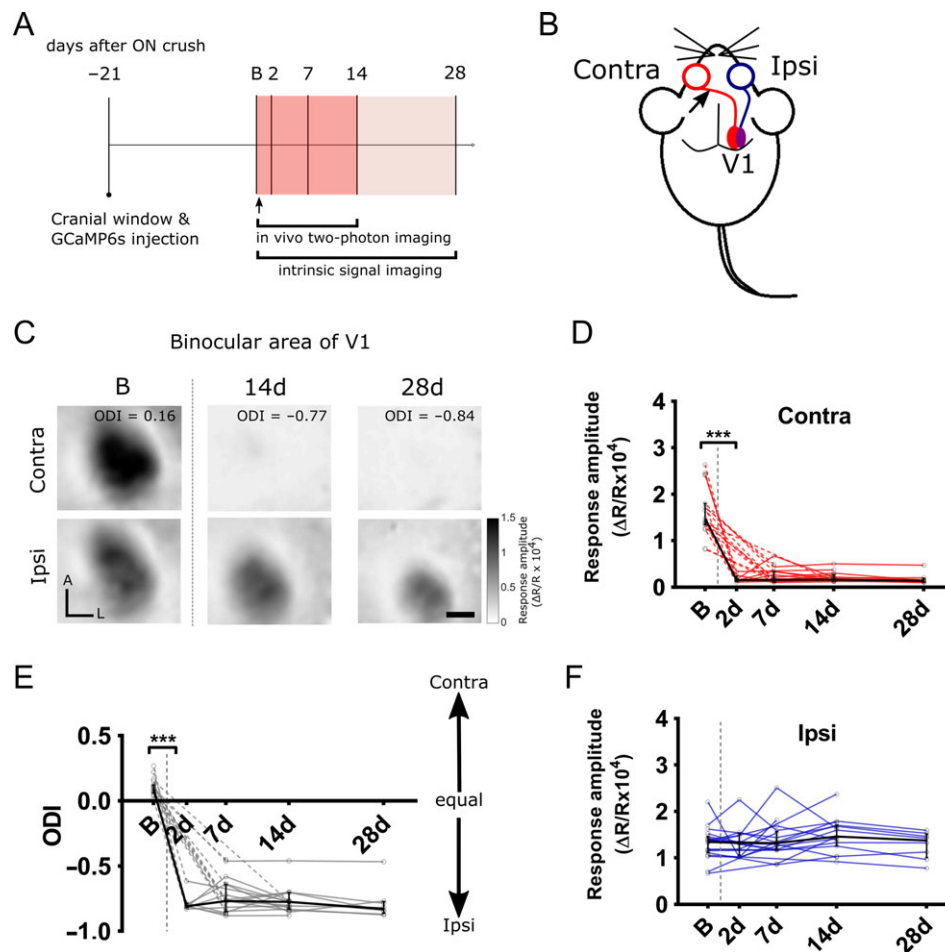 A
days after ON crush
–21
B 2 7 14 28
Cranial window &
GCaMP6s injection
in vivo two-photon imaging
intrinsic signal imaging
B
Contra
Ipsi
V1
C
Binocular area of V1
B
14d
28d
Contra
ODI = 0.16
ODI = –0.77
ODI = –0.84
Ipsi
A
L
1.5
1
0.5
0
Response amplitude
(ΔR/R x 10⁴)
D
Contra
***
Response amplitude
(ΔR/Rx10⁴)
4
3
2
1
0
B 2d 7d 14d 28d
E
***
ODI
0.5
0.0
−0.5
−1.0
B 2d 7d 14d 28d
Contra
equal
Ipsi
F
Ipsi
Response amplitude
(ΔR/Rx10⁴)
4
3
2
1
0
B 2d 7d 14d 28d